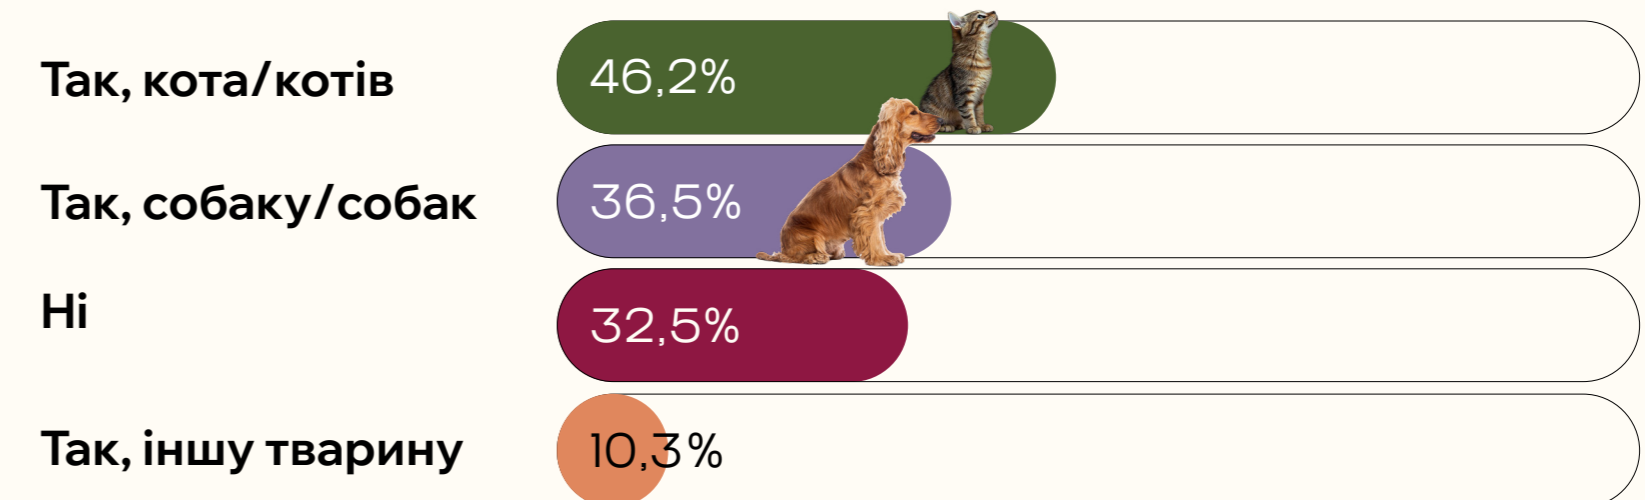 Так, кота/котів
46,2%
Так, собаку/собак
36,5%
Ні
32,5%
Так, іншу тварину
10,3%